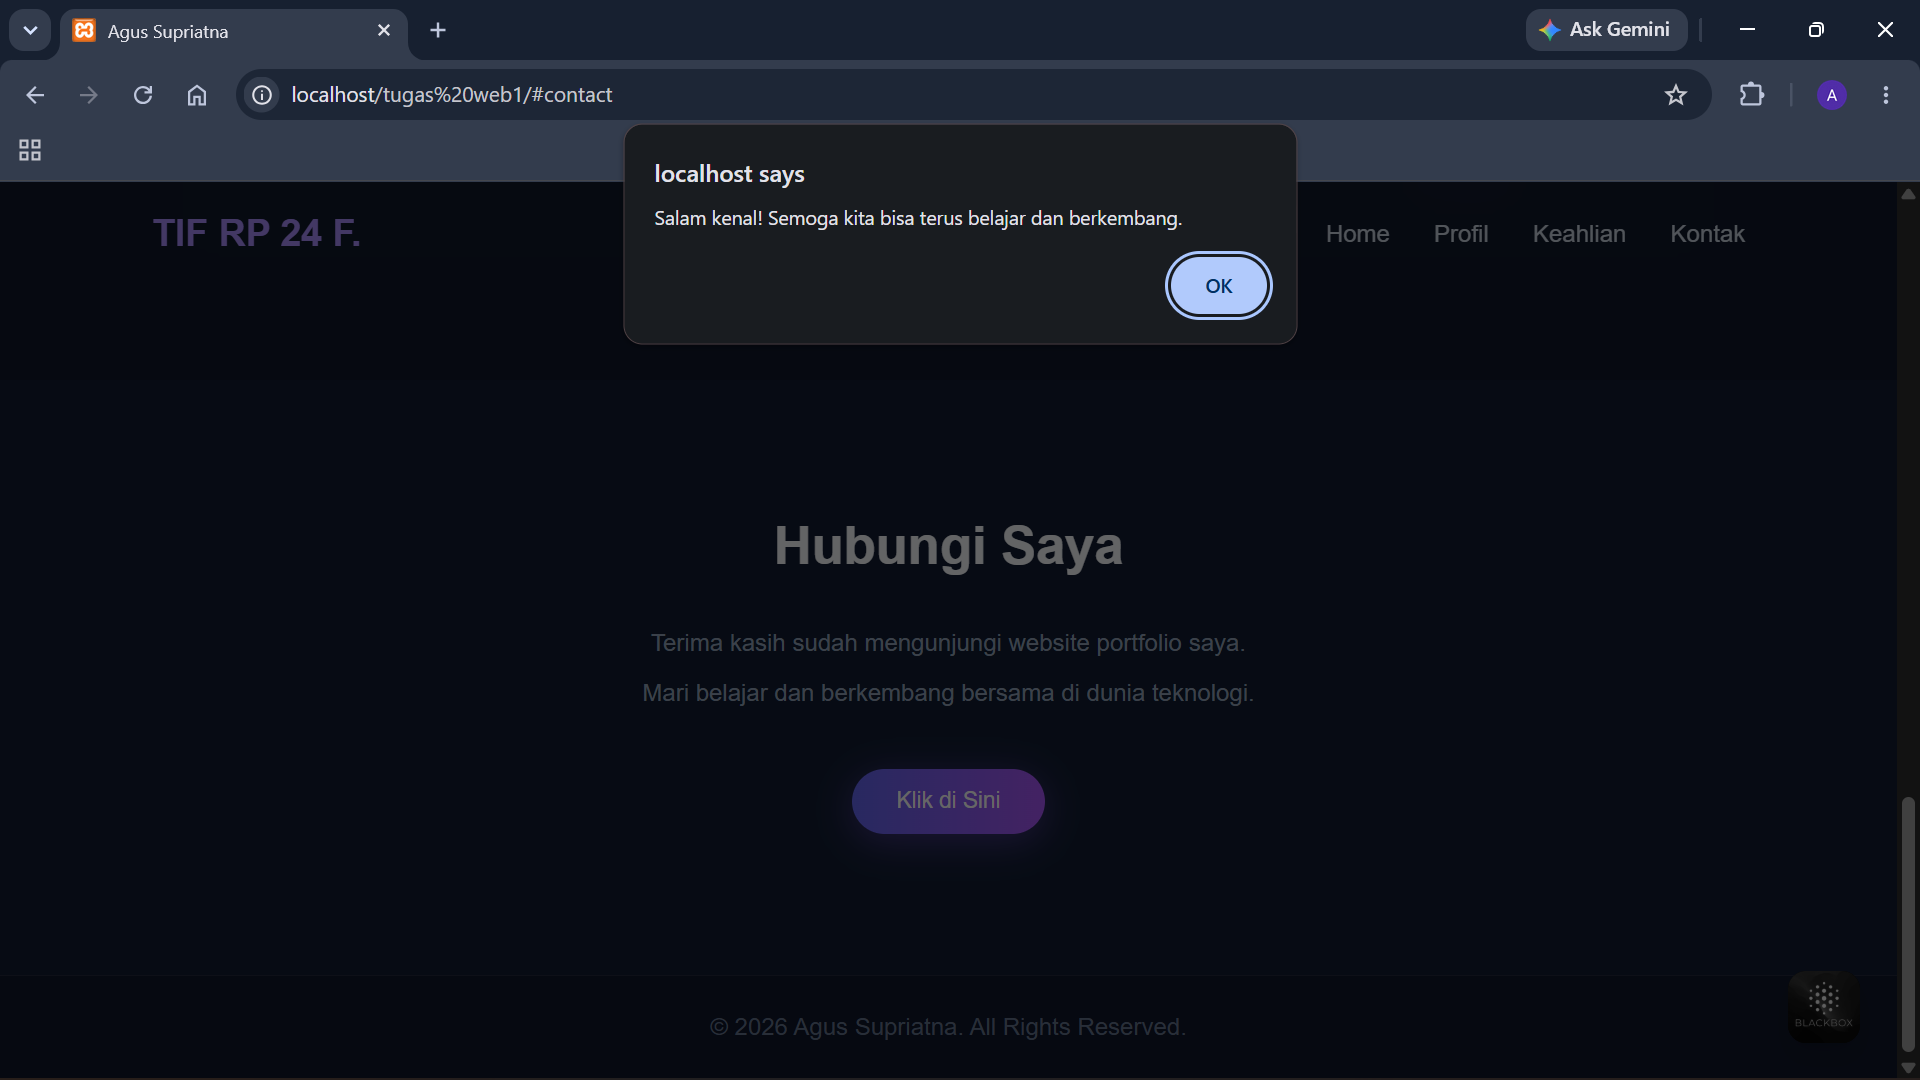 Agus Supriatna
Ask Gemini
localhost/tugas%20web1/#contact
A
localhost says
Salam kenal! Semoga kita bisa terus belajar dan berkembang.
OK
TIF RP 24 F.
Home
Profil
Keahlian
Kontak
Hubungi Saya
Terima kasih sudah mengunjungi website portfolio saya.
Mari belajar dan berkembang bersama di dunia teknologi.
Klik di Sini
BLACKBOX
© 2026 Agus Supriatna. All Rights Reserved.